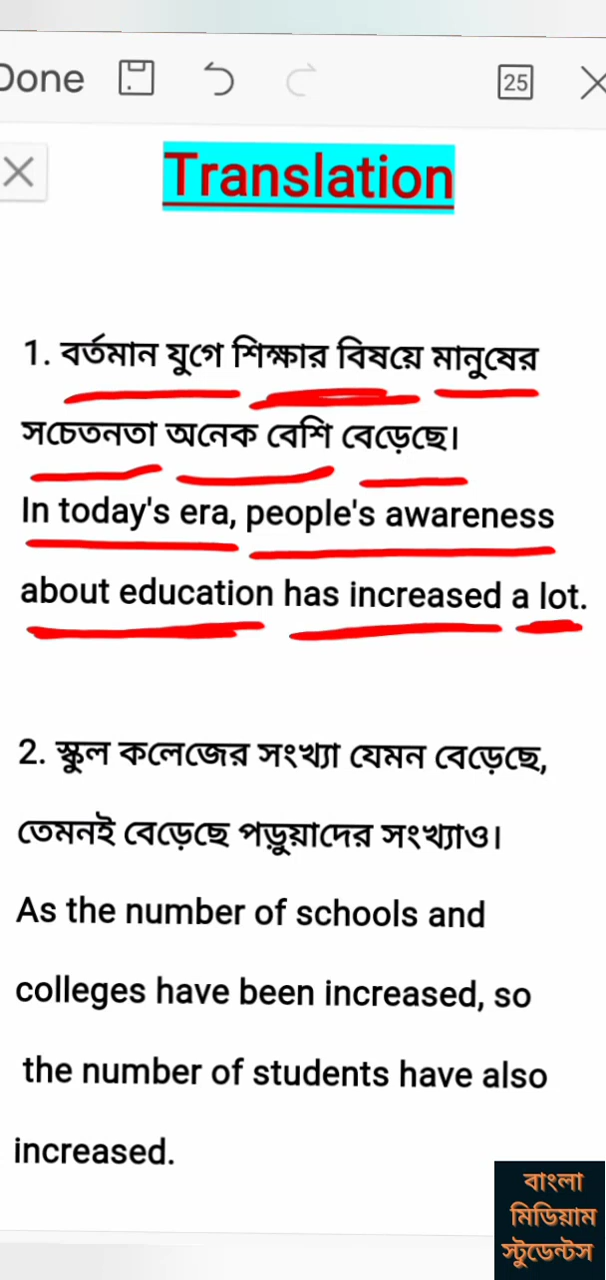 Done
25
Translation
1. বর্তমান যুগে শিক্ষার বিষয়ে মানুষের
সচেতনতা অনেক বেশি বেড়েছে।
In today's era, people's awareness
about education has increased a lot.
2. স্কুল কলেজের সংখ্যা যেমন বেড়েছে,
তেমনই বেড়েছে পড়ুয়াদের সংখ্যাও।
As the number of schools and
colleges have been increased, so
the number of students have also
increased.
বাংলা
মিডিয়াম
স্টুডেন্টস